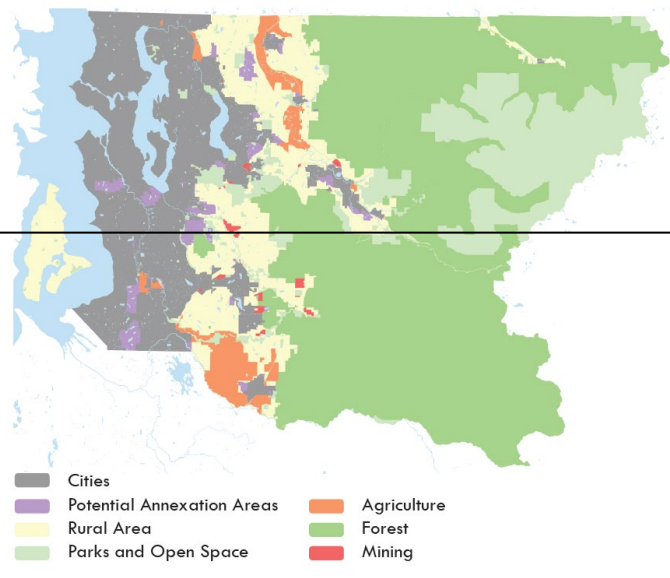 Cities
Potential Annexation Areas
Rural Area
Parks and Open Space
Agriculture
Forest
Mining